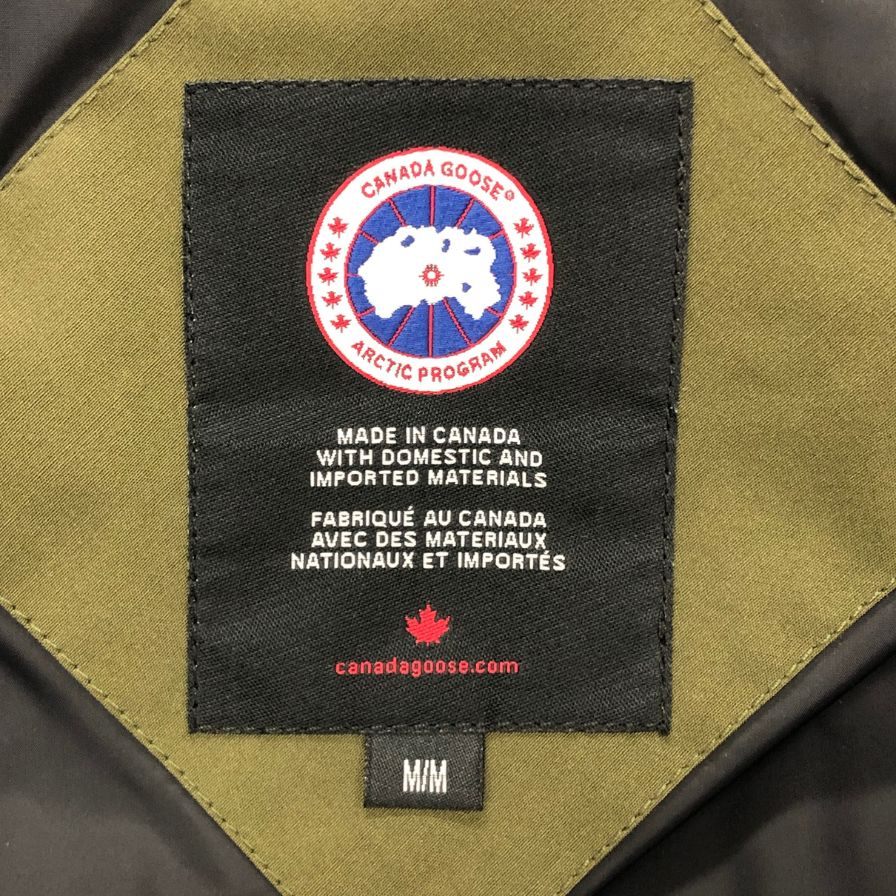 CANADA GOOSE®
ARCTIC PROGRAM
MADE IN CANADA
WITH DOMESTIC AND
IMPORTED MATERIALS
FABRIQUÉ AU CANADA
AVEC DES MATERIAUX
NATIONAUX ET IMPORTÉS
canadagoose.com
M/M